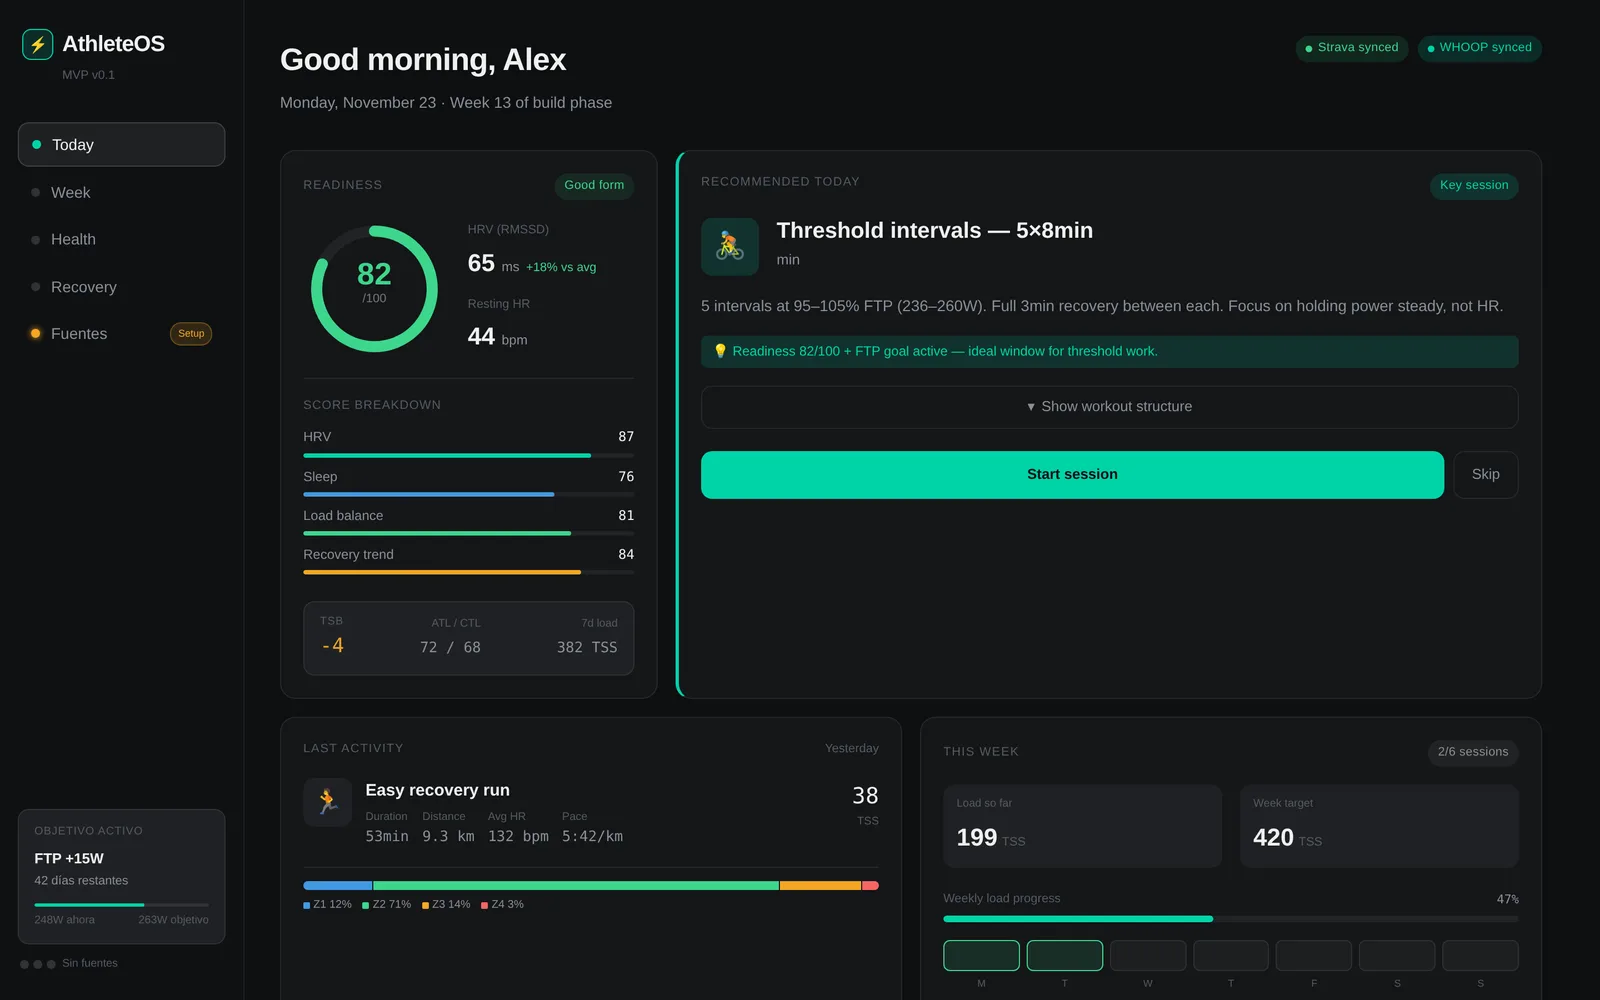 AthleteOS
MVP v0.1
Today
Week
Health
Recovery
Fuentes
Setup
OBJETIVO ACTIVO
FTP +15W
42 días restantes
248W ahora 263W objetivo
Sin fuentes
Good morning, Alex
Monday, November 23 · Week 13 of build phase
Strava synced
WHOOP synced
READINESS
Good form
82
/100
HRV (RMSSD)
65 ms +18% vs avg
Resting HR
44 bpm
SCORE BREAKDOWN
HRV 87
Sleep 76
Load balance 81
Recovery trend 84
TSB ATL / CTL 7d load
-4 72 / 68 382 TSS
RECOMMENDED TODAY
Key session
Threshold intervals — 5×8min
min
5 intervals at 95–105% FTP (236–260W). Full 3min recovery between each. Focus on holding power steady, not HR.
💡 Readiness 82/100 + FTP goal active — ideal window for threshold work.
▾ Show workout structure
Start session
Skip
LAST ACTIVITY
Yesterday
Easy recovery run
Duration Distance Avg HR Pace
53min 9.3 km 132 bpm 5:42/km
38
TSS
Z1 12% Z2 71% Z3 14% Z4 3%
THIS WEEK
2/6 sessions
Load so far
199 TSS
Week target
420 TSS
Weekly load progress 47%
M T W T F S S